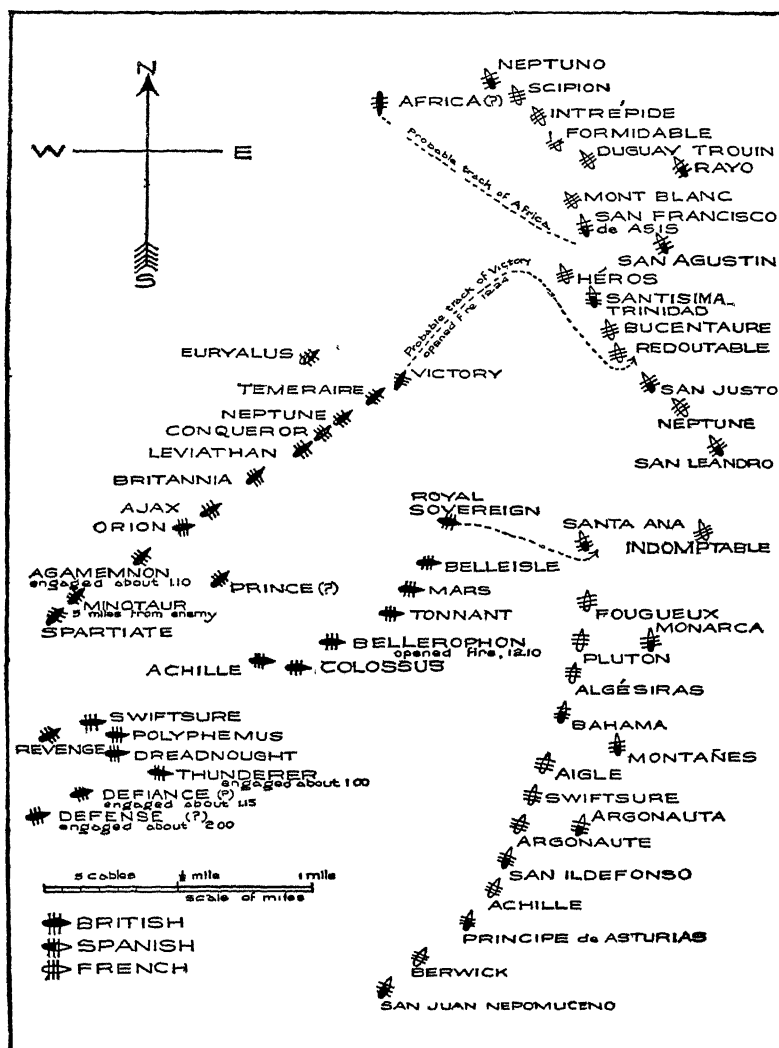 N
W
E
S
NEPTUNO
SCIPION
AFRICA (?)
INTRÉPIDE
FORMIDABLE
DUGUAY TROUIN
RAYO
Probable track of Africa
MONT BLANC
SAN FRANCISCO
de ASIS
SAN AGUSTIN
HÉROS
SANTISIMA
TRINIDAD
BUCENTAURE
REDOUTABLE
Probable track of Victory
opened fire 12.24
EURYALUS
VICTORY
TEMERAIRE
SAN JUSTO
NEPTUNE
NEPTUNE
CONQUEROR
LEVIATHAN
SAN LEANDRO
BRITANNIA
AJAX
ORION
ROYAL
SOVEREIGN
SANTA ANA
INDOMPTABLE
AGAMEMNON
engaged about 1.10
BELLEISLE
PRINCE (?)
MARS
MINOTAUR
5 miles from enemy
SPARTIATE
TONNANT
FOUGUEUX
MONARCA
BELLEROPHON
opened fire, 12.10
PLUTON
ACHILLE
COLOSSUS
ALGÉSIRAS
SWIFTSURE
BAHAMA
POLYPHEMUS
REVENGE
DREADNOUGHT
MONTAÑES
THUNDERER
engaged about 1.00
AIGLE
DEFIANCE (?)
engaged about 1.15
SWIFTSURE
DEFENSE (?)
engaged about 2.00
ARGONAUTA
ARGONAUTE
SAN ILDEFONSO
5 cables
½ mile
1 mile
scale of miles
ACHILLE
BRITISH
SPANISH
FRENCH
PRINCIPE de ASTURIAS
BERWICK
SAN JUAN NEPOMUCENO